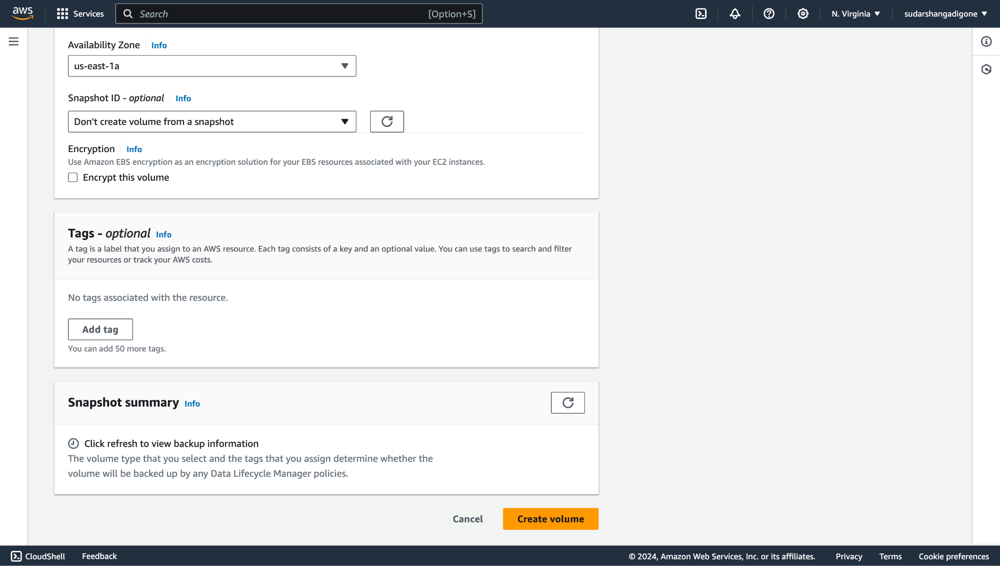 aws
Services
Search [Option+S]
N. Virginia
sudarshangadigone
Availability Zone Info
us-east-1a
Snapshot ID - optional Info
Don't create volume from a snapshot
Encryption Info
Use Amazon EBS encryption as an encryption solution for your EBS resources associated with your EC2 instances.
Encrypt this volume
Tags - optional Info
A tag is a label that you assign to an AWS resource. Each tag consists of a key and an optional value. You can use tags to search and filter
your resources or track your AWS costs.
No tags associated with the resource.
Add tag
You can add 50 more tags.
Snapshot summary Info
Click refresh to view backup information
The volume type that you select and the tags that you assign determine whether the
volume will be backed up by any Data Lifecycle Manager policies.
Cancel
Create volume
CloudShell
Feedback
© 2024, Amazon Web Services, Inc. or its affiliates.
Privacy
Terms
Cookie preferences